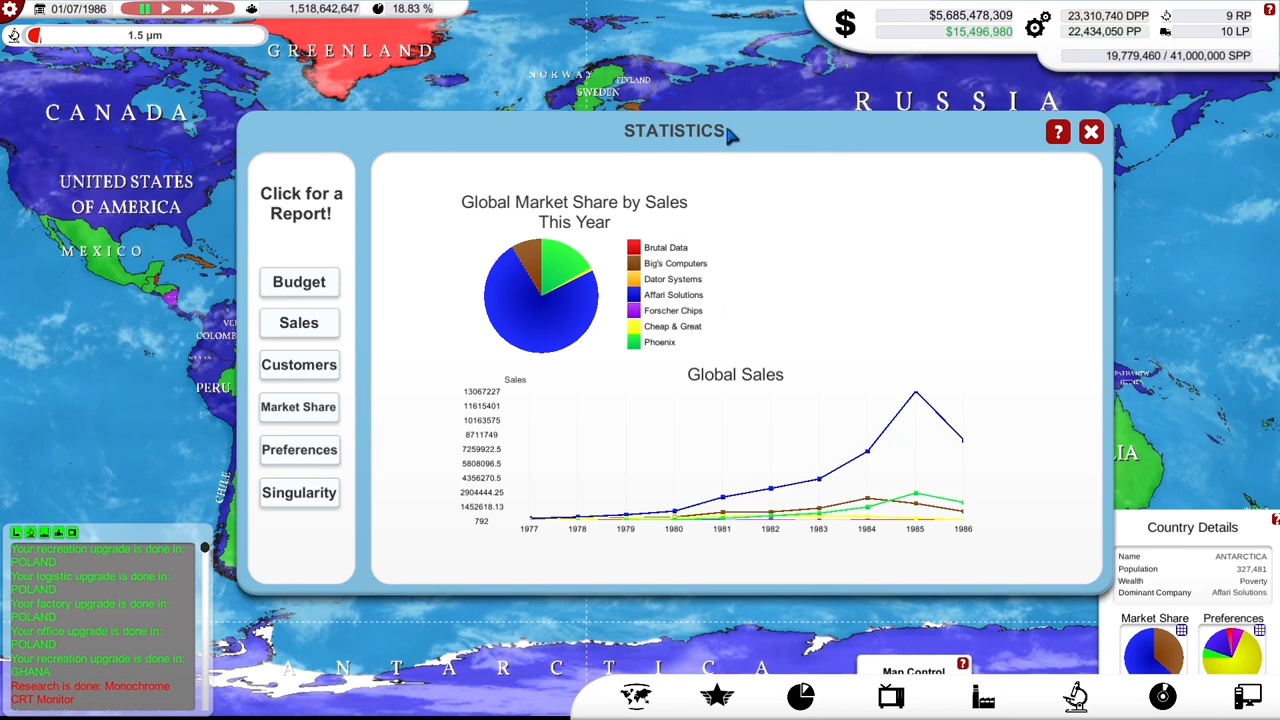 01/07/1986
1,518,642,647
18.83 %
$5,685,478,309
$15,496,980
23,310,740 DPP
22,434,050 PP
9 RP
10 LP
19,779,460 / 41,000,000 SPP
1.5 µm
GREENLAND
NORWAY
FINLAND
SWEDEN
CANADA
RUSSIA
UNITED STATES
OF AMERICA
MEXICO
PERU
CHILE
STATISTICS
Click for a
Report!
Budget
Sales
Customers
Market Share
Preferences
Singularity
Global Market Share by Sales
This Year
Brutal Data
Big's Computers
Dator Systems
Affari Solutions
Forscher Chips
Cheap & Great
Phoenix
Global Sales
Sales
13067227
11615401
10163575
8711749
7259922.5
5808096.5
4356270.5
2904444.25
1452618.13
792
1977 1978 1979 1980 1981 1982 1983 1984 1985 1986
Your recreation upgrade is done in:
POLAND
Your logistic upgrade is done in:
POLAND
Your factory upgrade is done in:
POLAND
Your office upgrade is done in:
POLAND
Your recreation upgrade is done in:
GHANA
Research is done: Monochrome
CRT Monitor
ANTARCTICA
Map Control
Country Details
Name ANTARCTICA
Population 327,481
Wealth Poverty
Dominant Company Affari Solutions
Market Share
Preferences